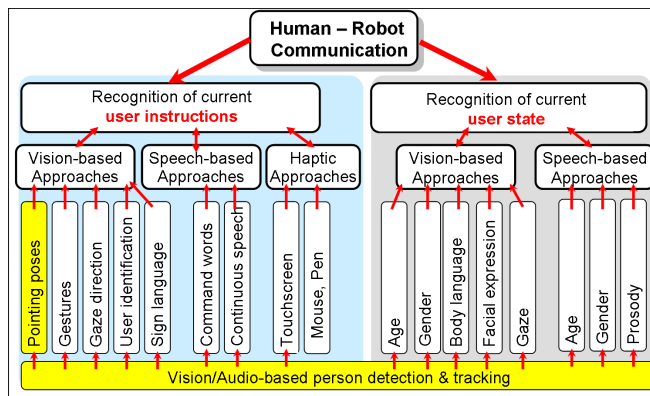 Human – Robot
Communication
Recognition of current
user instructions
Recognition of current
user state
Vision-based
Approaches
Speech-based
Approaches
Haptic
Approaches
Vision-based
Approaches
Speech-based
Approaches
Pointing poses
Gestures
Gaze direction
User identification
Sign language
Command words
Continuous speech
Touchscreen
Mouse, Pen
Age
Gender
Body language
Facial expression
Gaze
Age
Gender
Prosody
Vision/Audio-based person detection & tracking